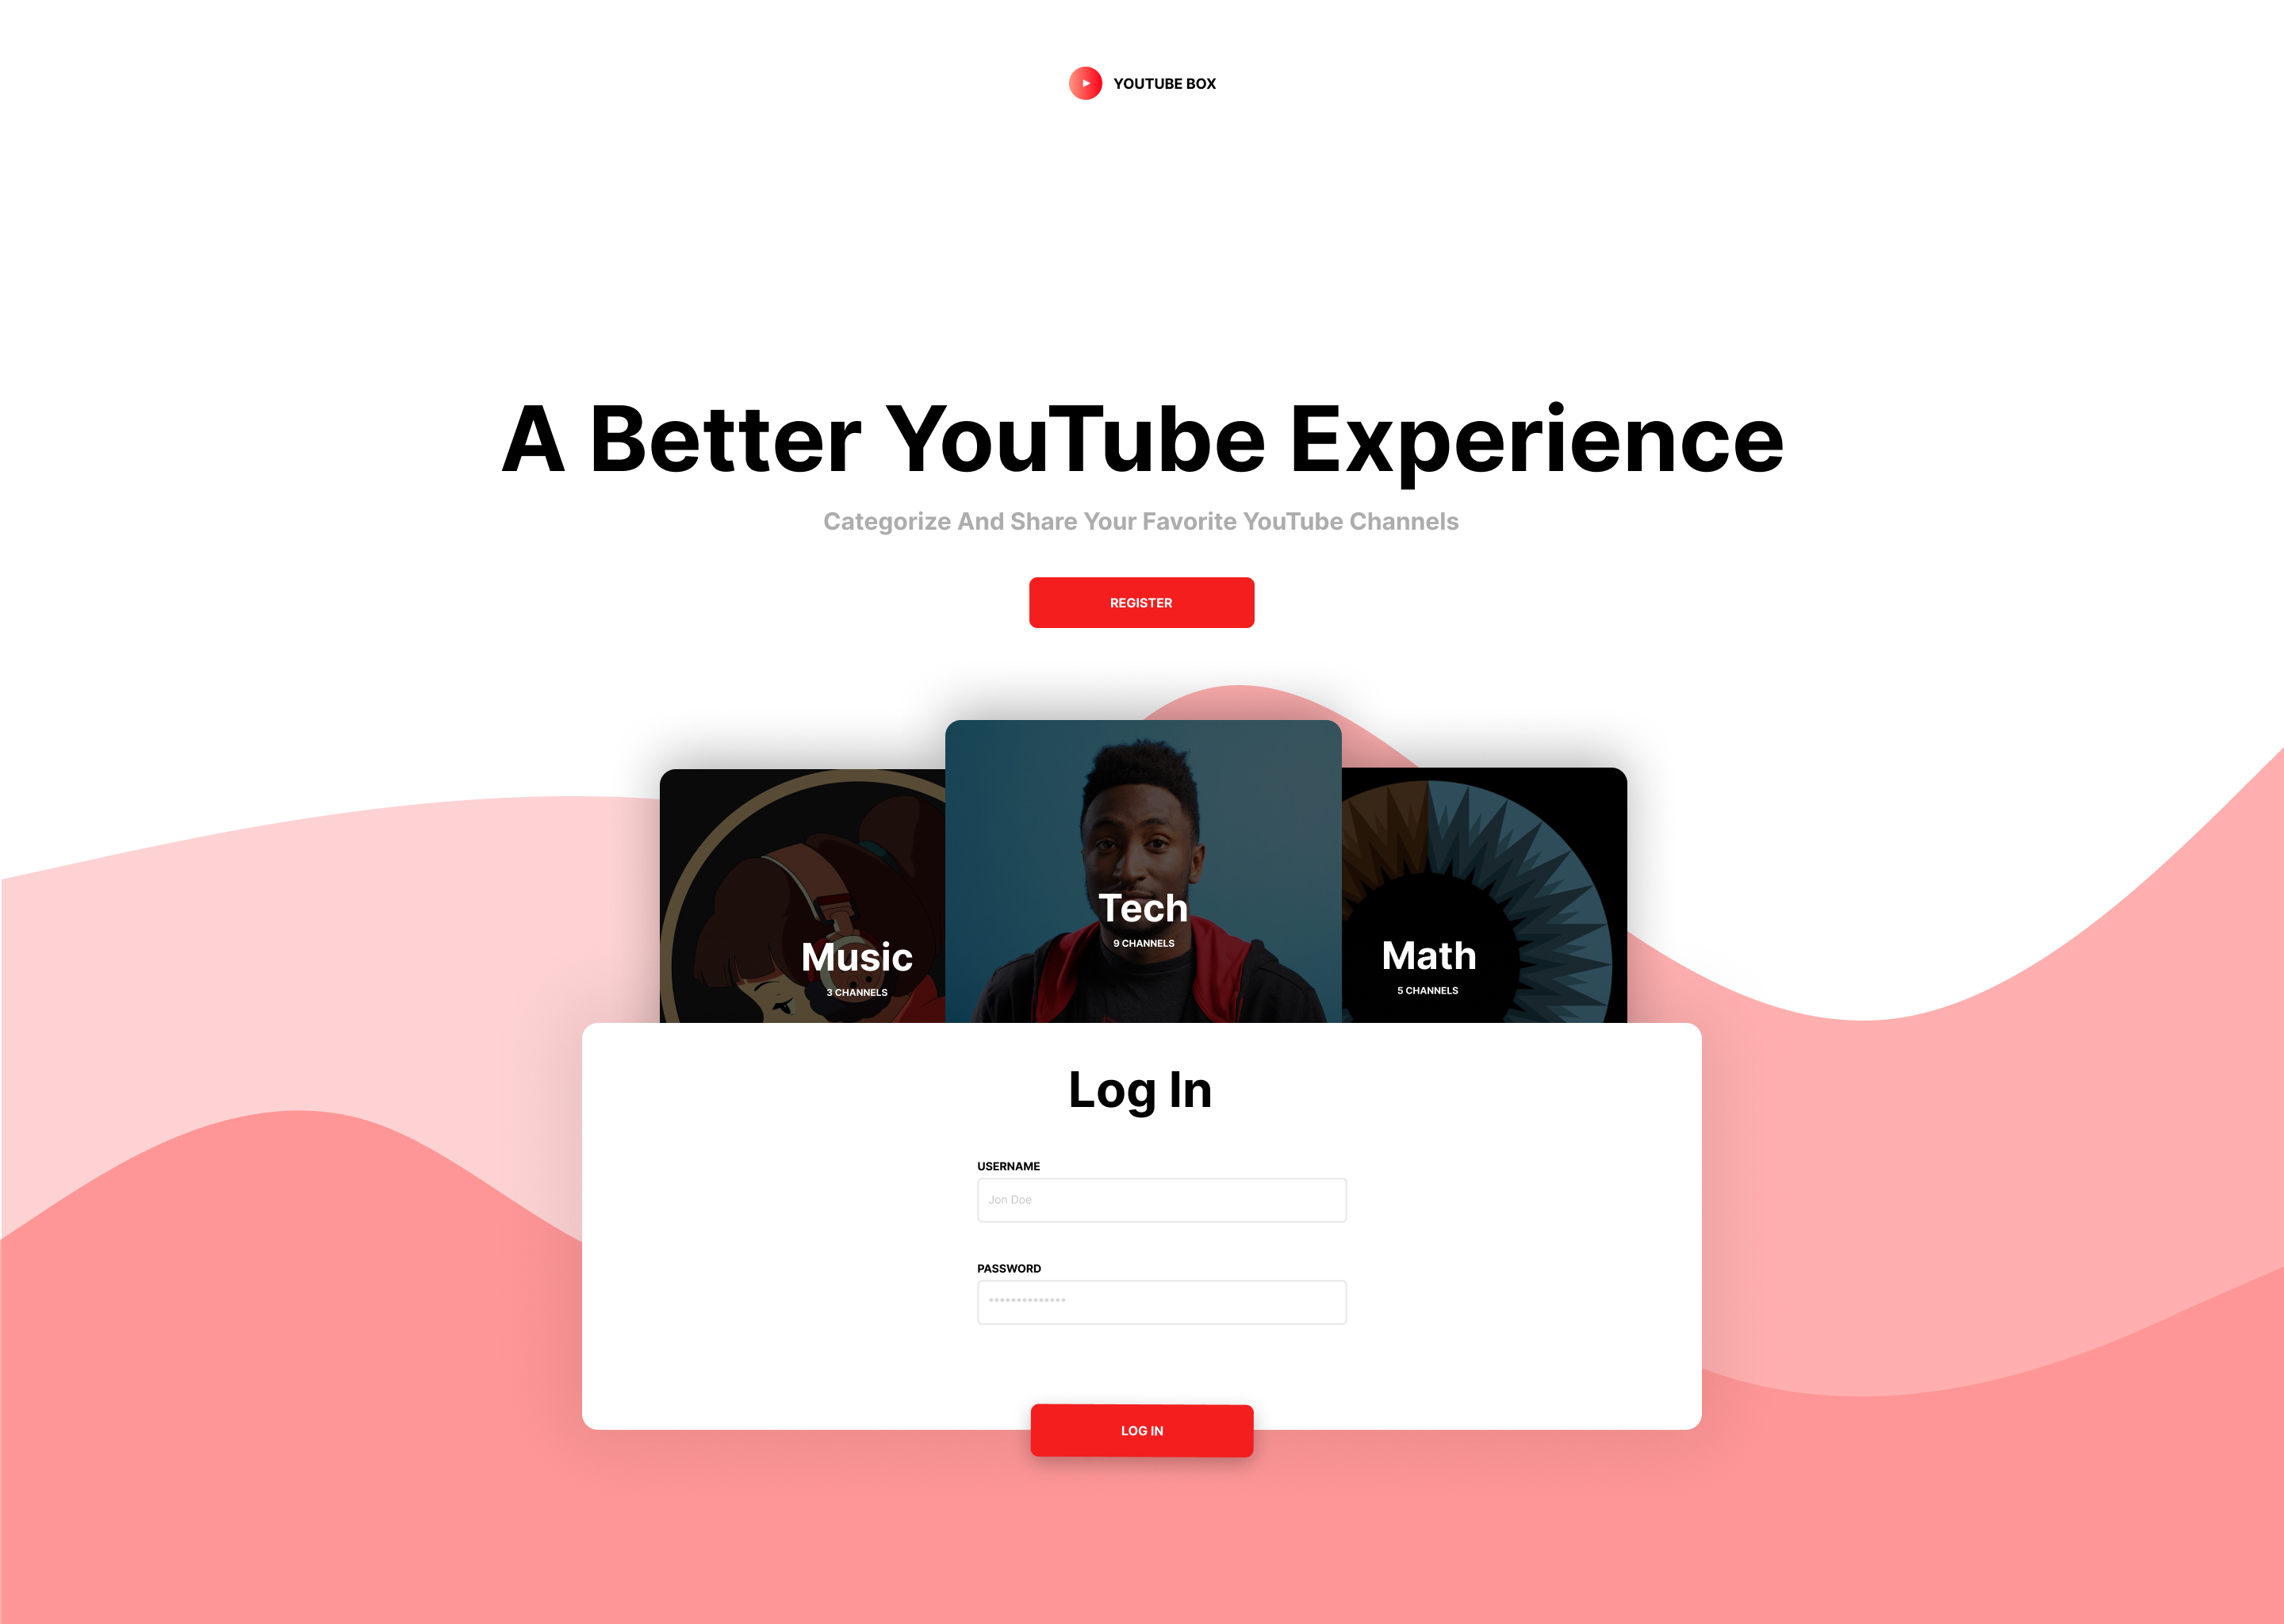 YOUTUBE BOX
A Better YouTube Experience
Categorize And Share Your Favorite YouTube Channels
REGISTER
Music
3 CHANNELS
Tech
9 CHANNELS
Math
5 CHANNELS
Log In
USERNAME
Jon Doe
PASSWORD
**************
LOG IN